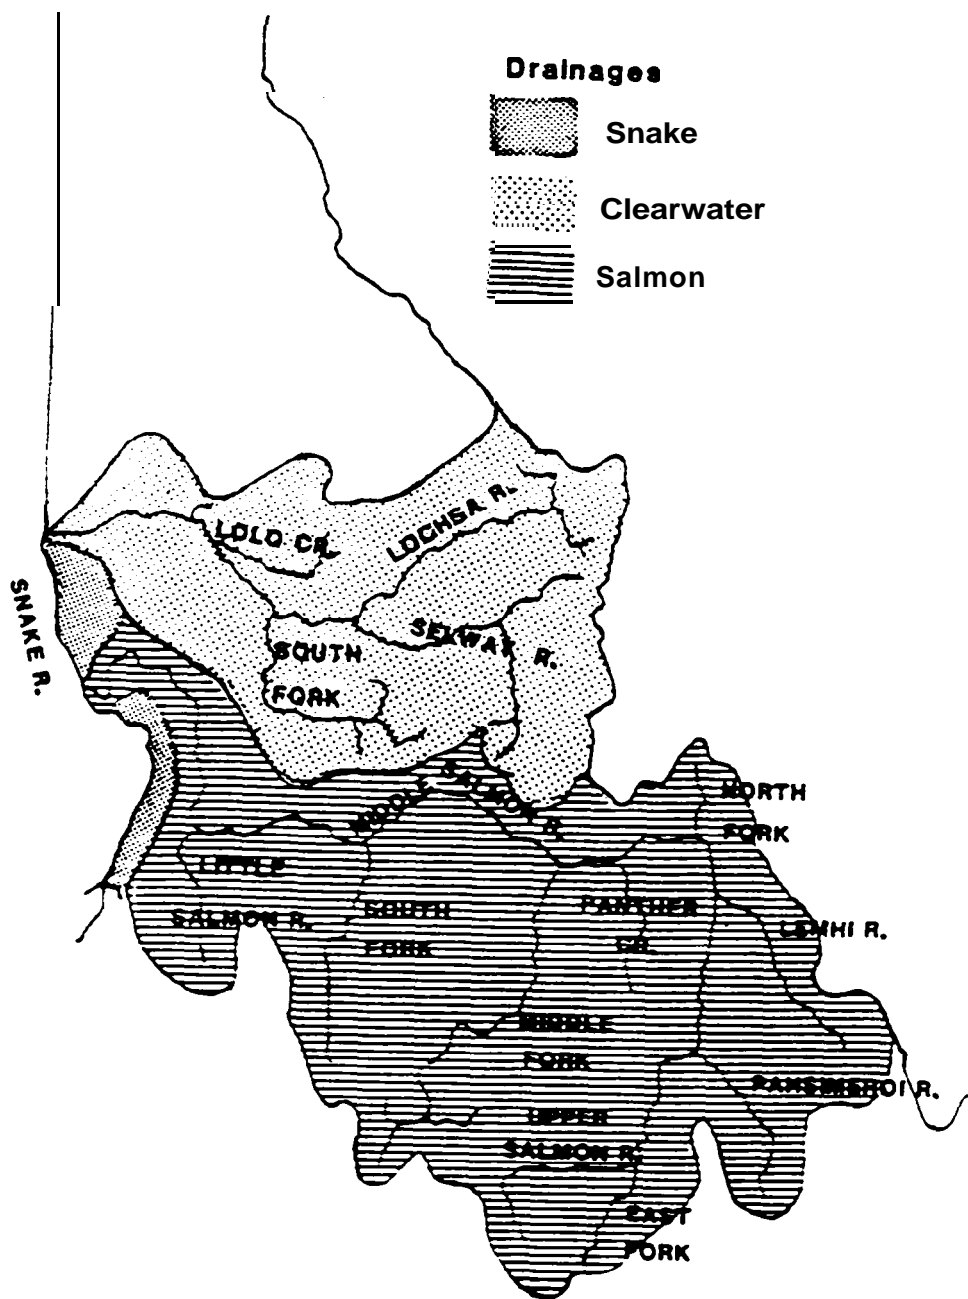 Drainages
Snake
Clearwater
Salmon
LOLO CR.
LOCHSA R.
SNAKE R.
SELWAY R.
SOUTH
FORK
MIDDLE SALMON R.
NORTH
FORK
LITTLE
SALMON R.
SOUTH
FORK
PANTHER
CR.
LEMHI R.
MIDDLE
FORK
PAHSIMEROI R.
UPPER
SALMON R.
EAST
FORK